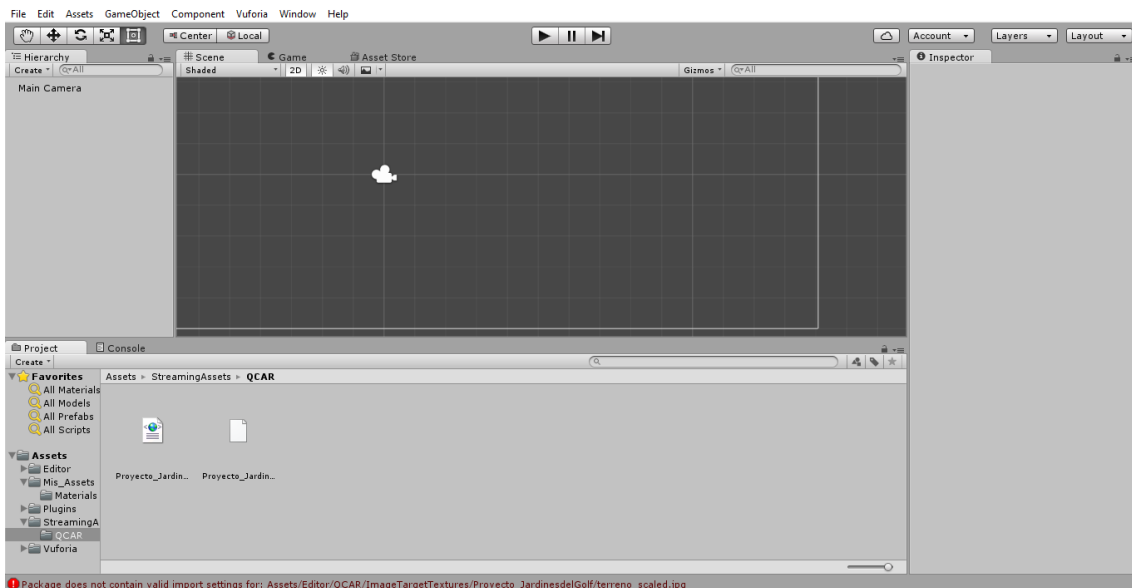 File Edit Assets GameObject Component Vuforia Window Help
Center Local Account Layers Layout
Hierarchy Scene Game Asset Store Inspector
Create All Shaded 2D Gizmos All
Main Camera
Project Console
Create
Favorites Assets StreamingAssets QCAR
All Materials
All Models
All Prefabs
All Scripts
Assets
Editor
Mis_Assets
Materials
Plugins
StreamingA
QCAR
Vuforia
Proyecto_Jardin... Proyecto_Jardin...
Package does not contain valid import settings for: Assets/Editor/QCAR/ImageTargetTextures/Proyecto_JardinesdelGolf/terreno_scaled.jpg